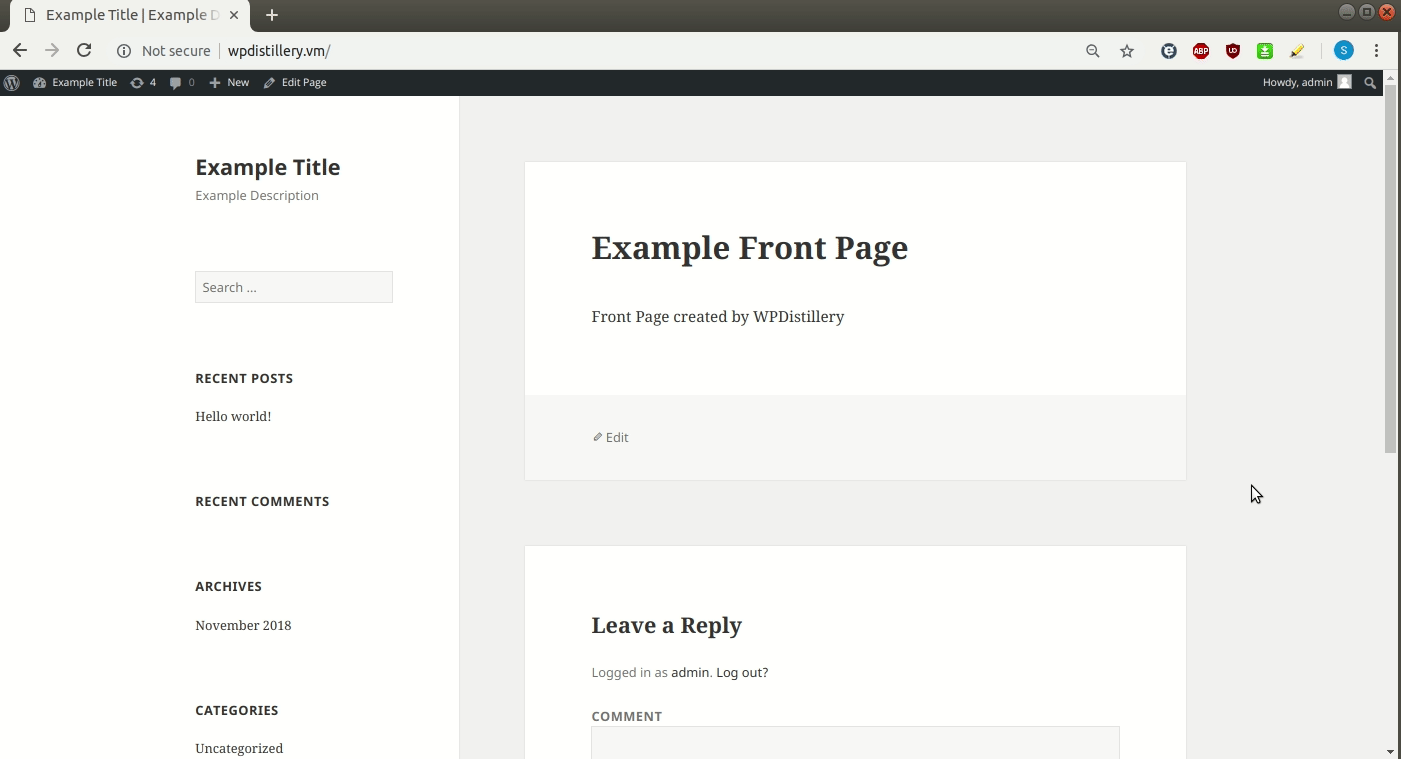 Example Title | Example D
Not secure wpdistillery.vm/
ABP
S
Example Title 4 0 New Edit Page Howdy, admin
Example Title
Example Description
Search ...
RECENT POSTS
Hello world!
RECENT COMMENTS
ARCHIVES
November 2018
CATEGORIES
Uncategorized
Example Front Page
Front Page created by WPDistillery
Edit
Leave a Reply
Logged in as admin. Log out?
COMMENT